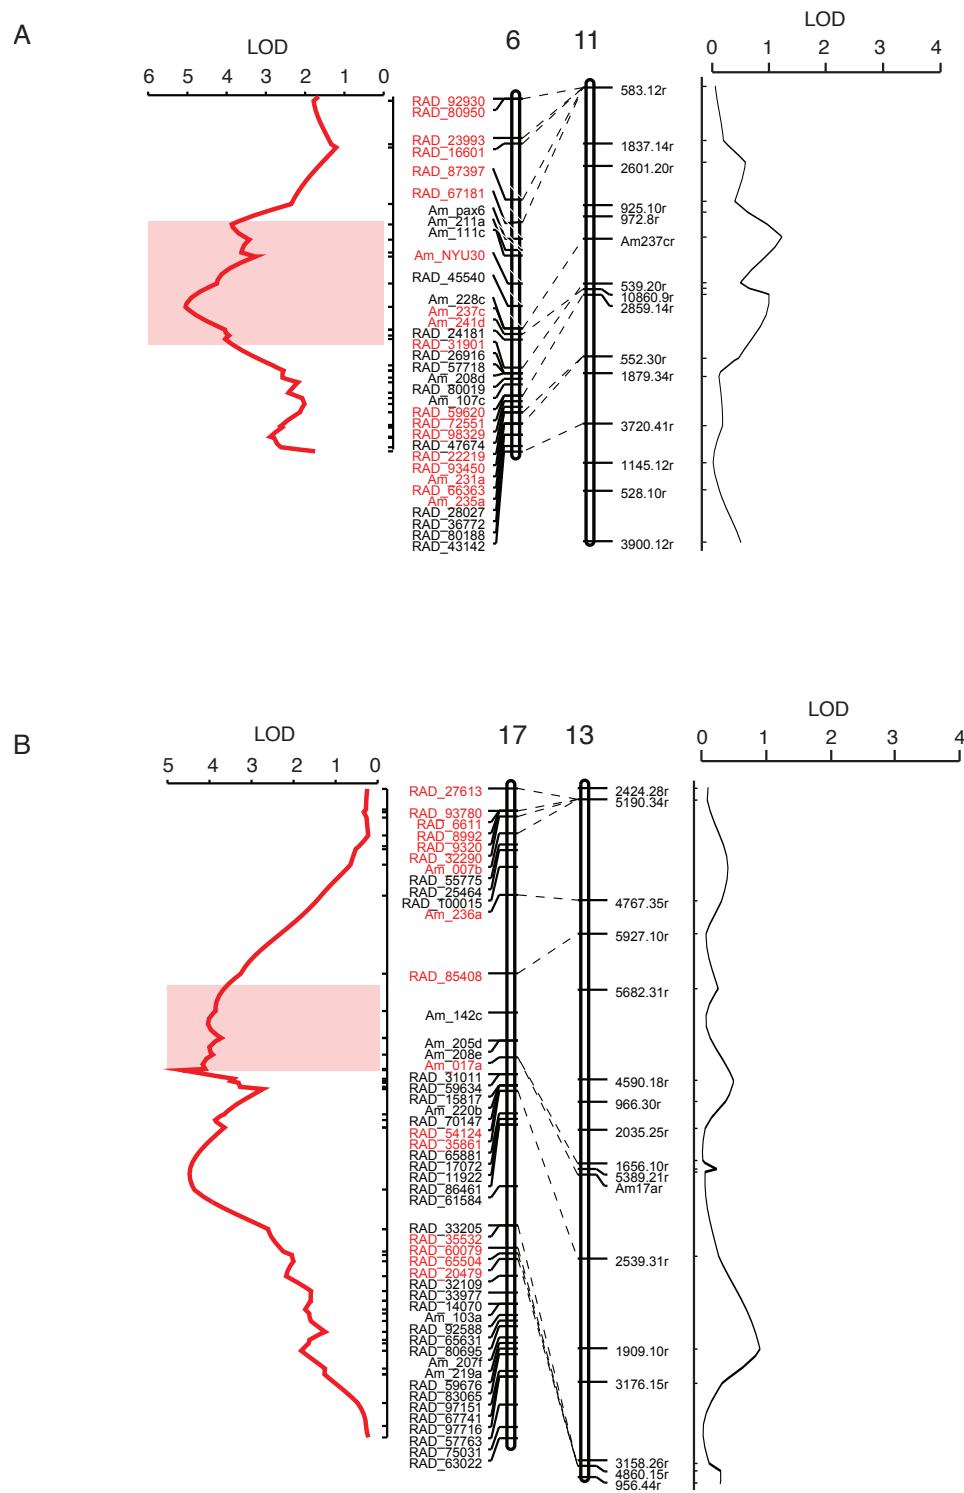 A
LOD
6 5 4 3 2 1 0
6
11
LOD
0 1 2 3 4
RAD_92930
RAD_80950
RAD_23993
RAD_16601
RAD_87397
RAD_67181
Am_pax6
Am_211a
Am_111c
Am_NYU30
RAD_45540
Am_228c
Am_237c
Am_241d
RAD_24181
RAD_31901
RAD_26916
RAD_57718
Am_208d
RAD_80019
Am_107c
RAD_59620
RAD_72551
RAD_98329
RAD_47674
RAD_22219
RAD_93450
Am_231a
RAD_66363
Am_235a
RAD_28027
RAD_36772
RAD_80188
RAD_43142
583.12r
1837.14r
2601.20r
925.10r
972.8r
Am237cr
539.20r
10860.9r
2859.14r
552.30r
1879.34r
3720.41r
1145.12r
528.10r
3900.12r
B
LOD
5 4 3 2 1 0
17
13
LOD
0 1 2 3 4
RAD_27613
RAD_93780
RAD_6611
RAD_8992
RAD_9320
RAD_32290
Am_007b
RAD_55775
RAD_25464
RAD_100015
Am_236a
RAD_85408
Am_142c
Am_205d
Am_208e
Am_017a
RAD_31011
RAD_59634
RAD_15817
Am_220b
RAD_70147
RAD_54124
RAD_35861
RAD_65881
RAD_17072
RAD_11922
RAD_86461
RAD_61584
RAD_33205
RAD_35532
RAD_60079
RAD_65504
RAD_20479
RAD_32109
RAD_33977
RAD_14070
Am_103a
RAD_92588
RAD_65631
RAD_80695
Am_207f
Am_219a
RAD_59676
RAD_83065
RAD_97151
RAD_67741
RAD_97716
RAD_57763
RAD_75031
RAD_63022
2424.28r
5190.34r
4767.35r
5927.10r
5682.31r
4590.18r
966.30r
2035.25r
1656.10r
5389.21r
Am17ar
2539.31r
1909.10r
3176.15r
3158.26r
4860.15r
956.44r